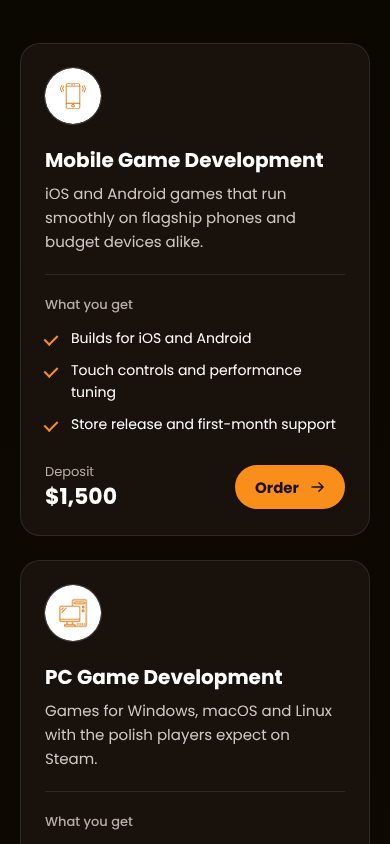 Mobile Game Development
iOS and Android games that run
smoothly on flagship phones and
budget devices alike.
What you get
Builds for iOS and Android
Touch controls and performance
tuning
Store release and first-month support
Deposit
$1,500
Order
PC Game Development
Games for Windows, macOS and Linux
with the polish players expect on
Steam.
What you get